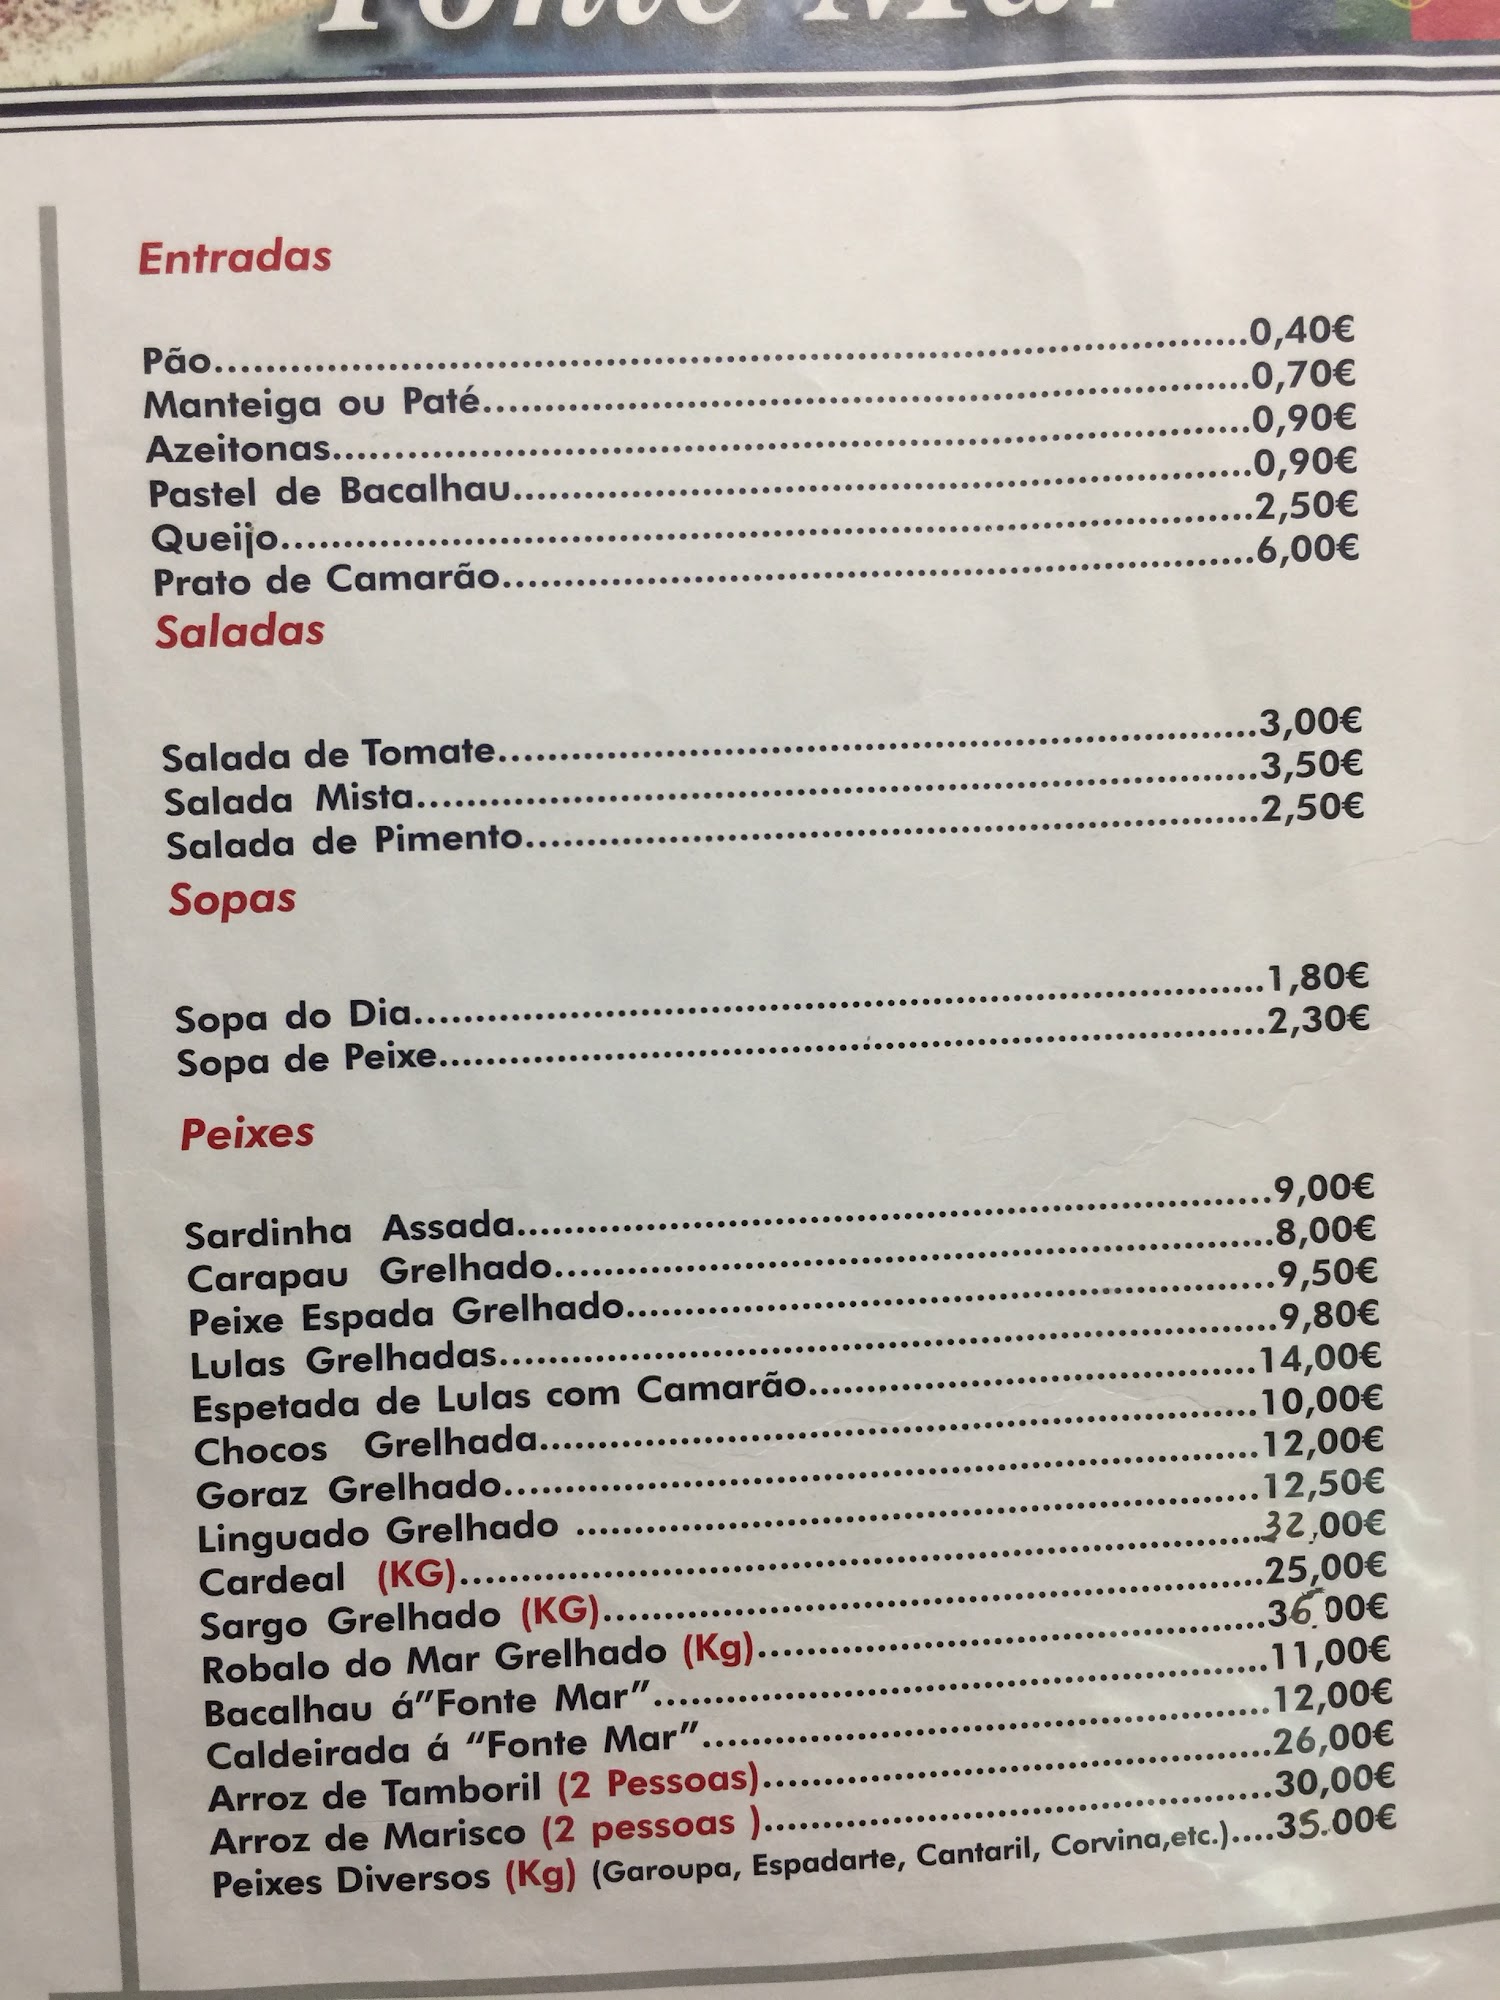 Fonte Mar
Entradas
Pão..........0,40€
Manteiga ou Paté..........0,70€
Azeitonas..........0,90€
Pastel de Bacalhau..........0,90€
Queijo..........2,50€
Prato de Camarão..........6,00€
Saladas
Salada de Tomate..........3,00€
Salada Mista..........3,50€
Salada de Pimento..........2,50€
Sopas
Sopa do Dia..........1,80€
Sopa de Peixe..........2,30€
Peixes
Sardinha Assada..........9,00€
Carapau Grelhado..........8,00€
Peixe Espada Grelhado..........9,50€
Lulas Grelhadas..........9,80€
Espetada de Lulas com Camarão..........14,00€
Chocos Grelhada..........10,00€
Goraz Grelhado..........12,00€
Linguado Grelhado ..........12,50€
Cardeal (KG)..........32,00€
Sargo Grelhado (KG)..........25,00€
Robalo do Mar Grelhado (Kg)..........36,00€
Bacalhau á"Fonte Mar"..........11,00€
Caldeirada á "Fonte Mar"..........12,00€
Arroz de Tamboril (2 Pessoas)..........26,00€
Arroz de Marisco (2 pessoas )..........30,00€
Peixes Diversos (Kg) (Garoupa, Espadarte, Cantaril, Corvina,etc.)....35.00€